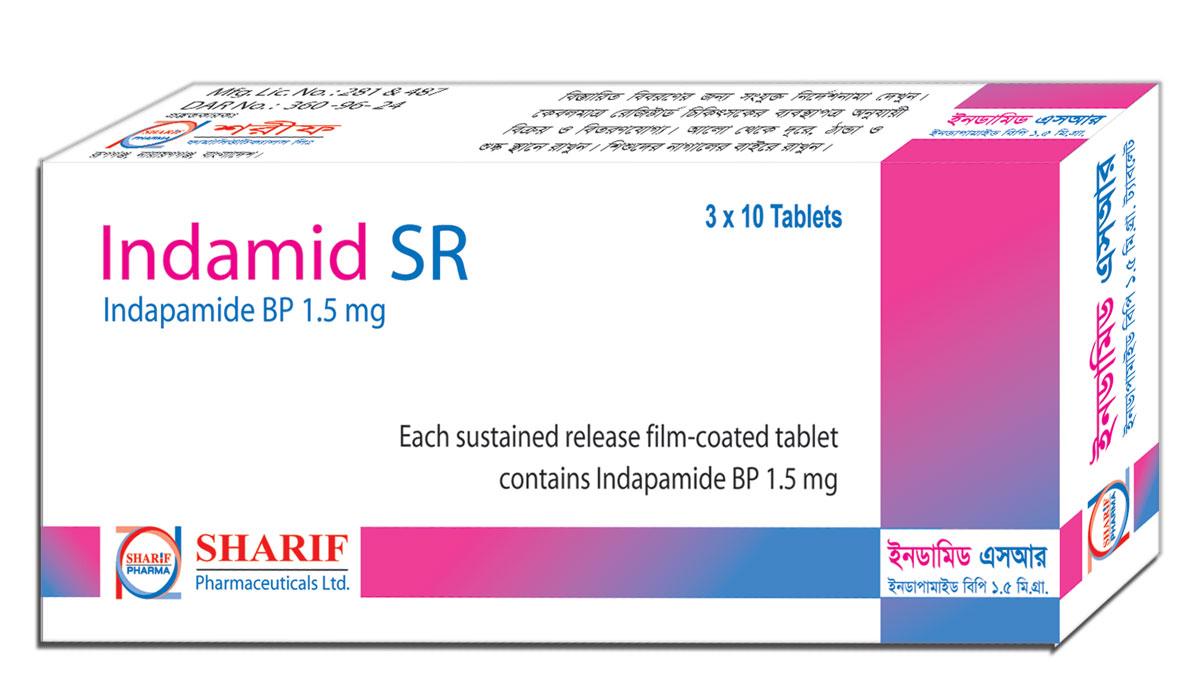 Mfg. Lic. No.: 281 & 487
DAR No.: 360-96-24
প্রস্তুতকারকঃ
SHARIF
PHARMA
শরীফ
ফার্মাসিউটিক্যালস লিঃ
রূপগঞ্জ, নারায়ণগঞ্জ, বাংলাদেশ।
বিস্তারিত বিবরণের জন্য সংযুক্ত নির্দেশনামা দেখুন।
কেবলমাত্র রেজিষ্টার্ড চিকিৎসকের ব্যবস্থাপত্র অনুযায়ী
বিক্রয় ও বিতরণযোগ্য। আলো থেকে দূরে, ঠাণ্ডা ও
শুষ্ক স্থানে রাখুন। শিশুদের নাগালের বাইরে রাখুন।
ইনডামিড এসআর
ইনডাপামাইড বিপি ১.৫ মি.গ্রা.
Indamid SR
Indapamide BP 1.5 mg
3 x 10 Tablets
Each sustained release film-coated tablet
contains Indapamide BP 1.5 mg
SHARIF
PHARMA
SHARIF
Pharmaceuticals Ltd.
ইনডামিড এসআর
ইনডাপামাইড বিপি ১.৫ মি.গ্রা.
ইনডামিড এসআর
ইনডাপামাইড বিপি ১.৫ মি.গ্রা. ট্যাবলেট
SHARIF
PHARMA